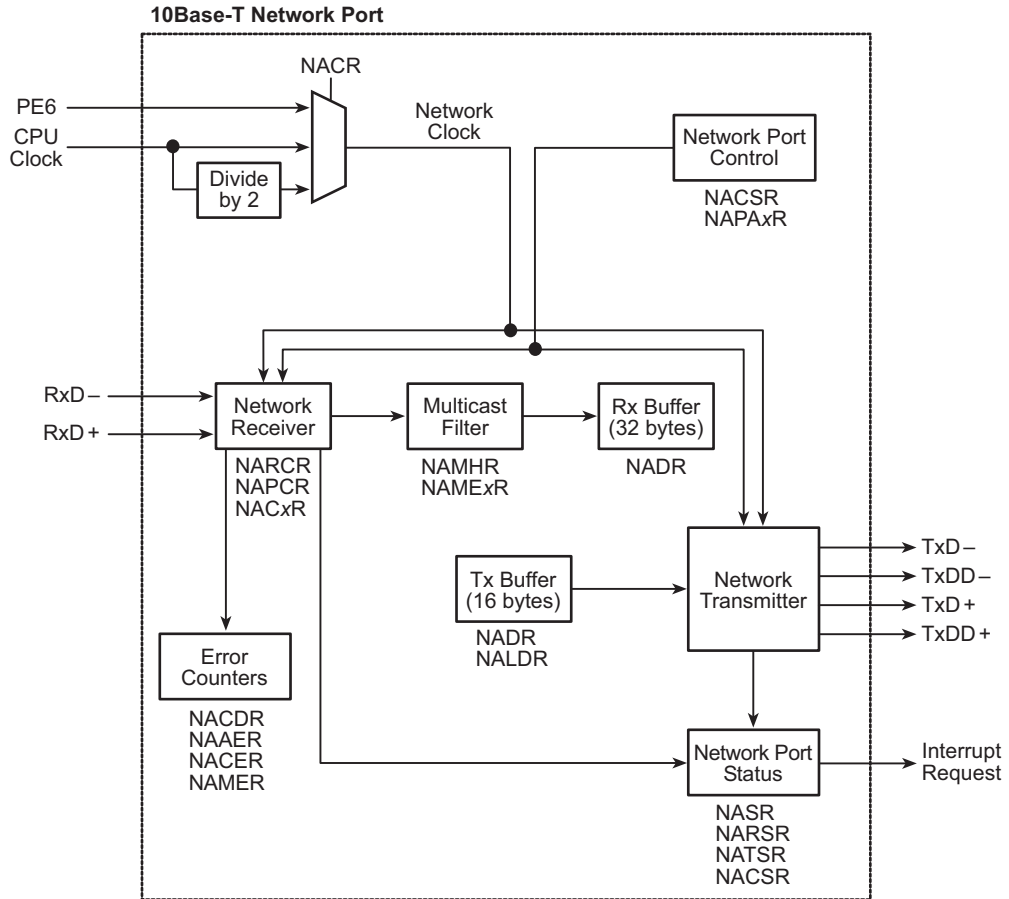 10Base-T Network Port
NACR
PE6
CPU
Clock
Divide
by 2
Network
Clock
Network Port
Control
NACSR
NAPAxR
RxD–
RxD+
Network
Receiver
NARCR
NAPCR
NACxR
Multicast
Filter
NAMHR
NAMExR
Rx Buffer
(32 bytes)
NADR
Tx Buffer
(16 bytes)
NADR
NALDR
Network
Transmitter
TxD–
TxDD–
TxD+
TxDD+
Error
Counters
NACDR
NAAER
NACER
NAMER
Network Port
Status
NASR
NARSR
NATSR
NACSR
Interrupt
Request